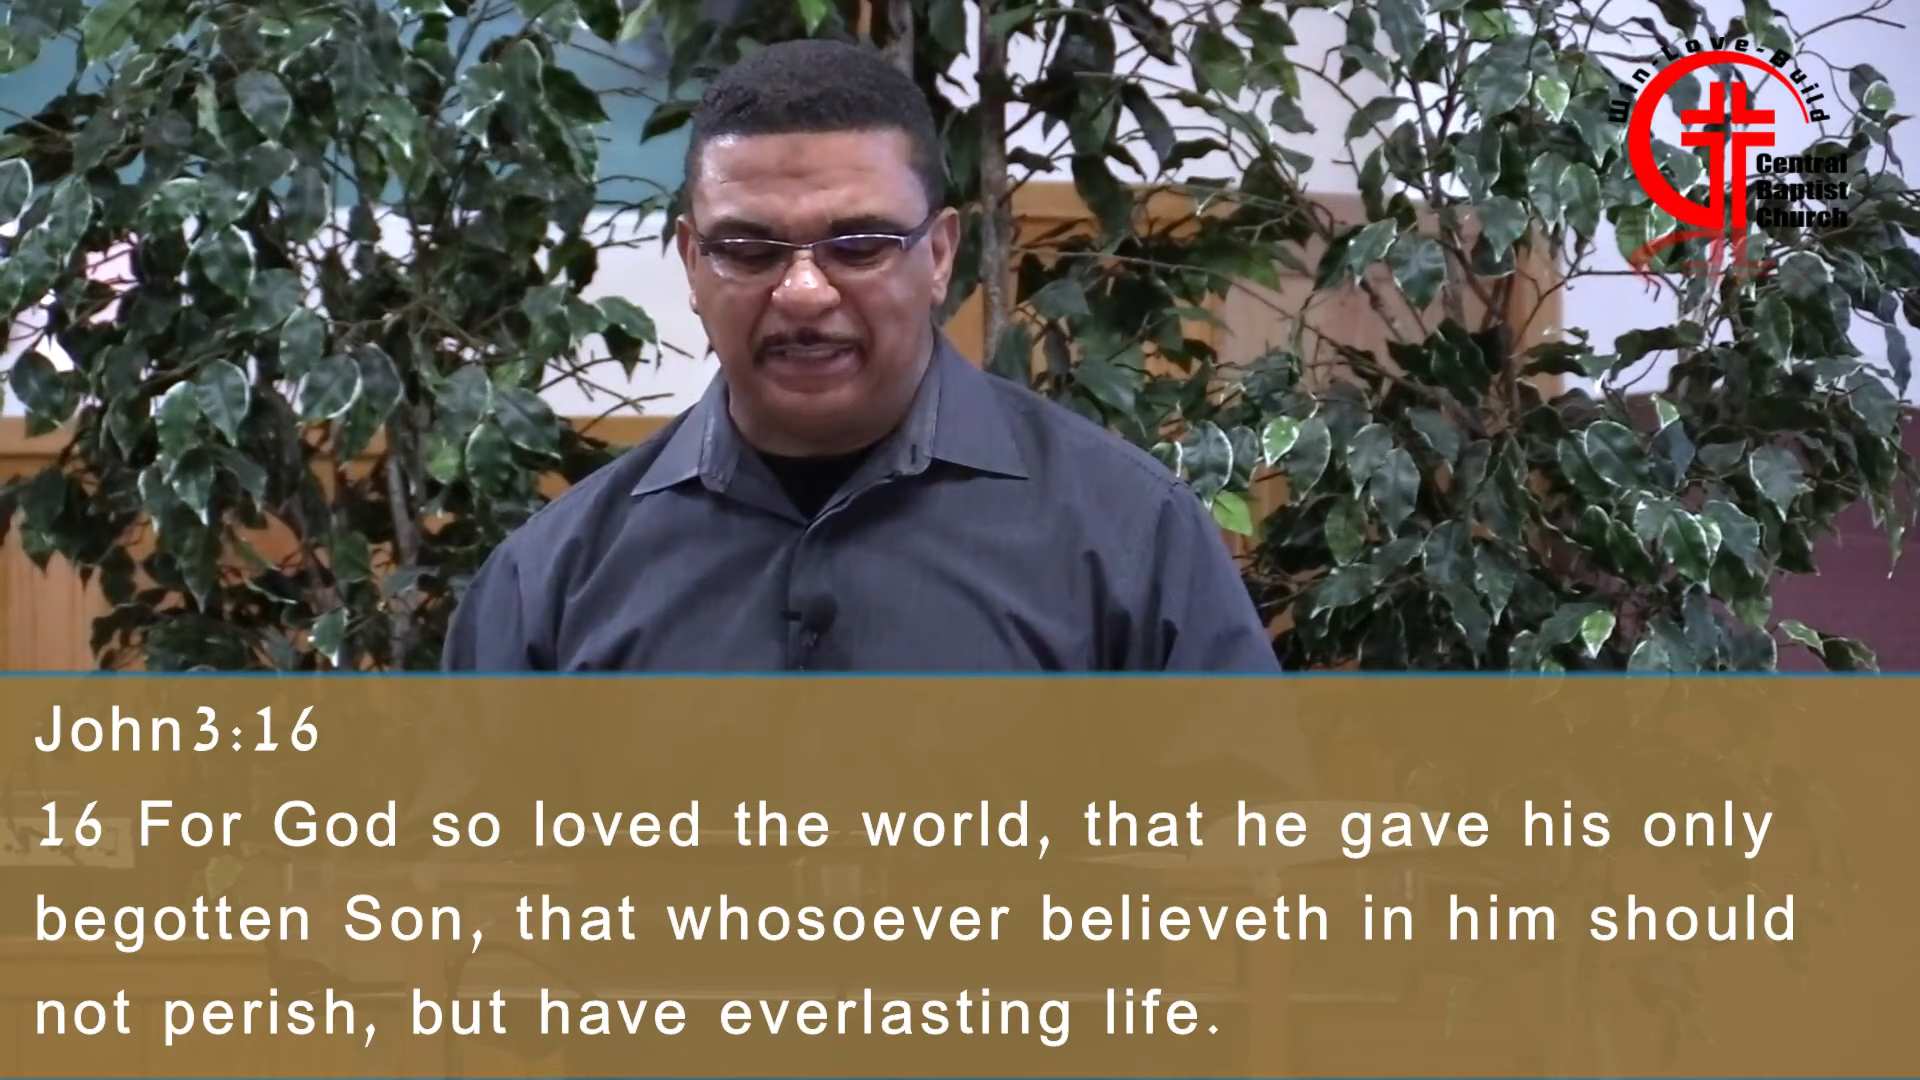 Win-Love-Build
Central
Baptist
Church
John3:16
16 For God so loved the world, that he gave his only
begotten Son, that whosoever believeth in him should
not perish, but have everlasting life.